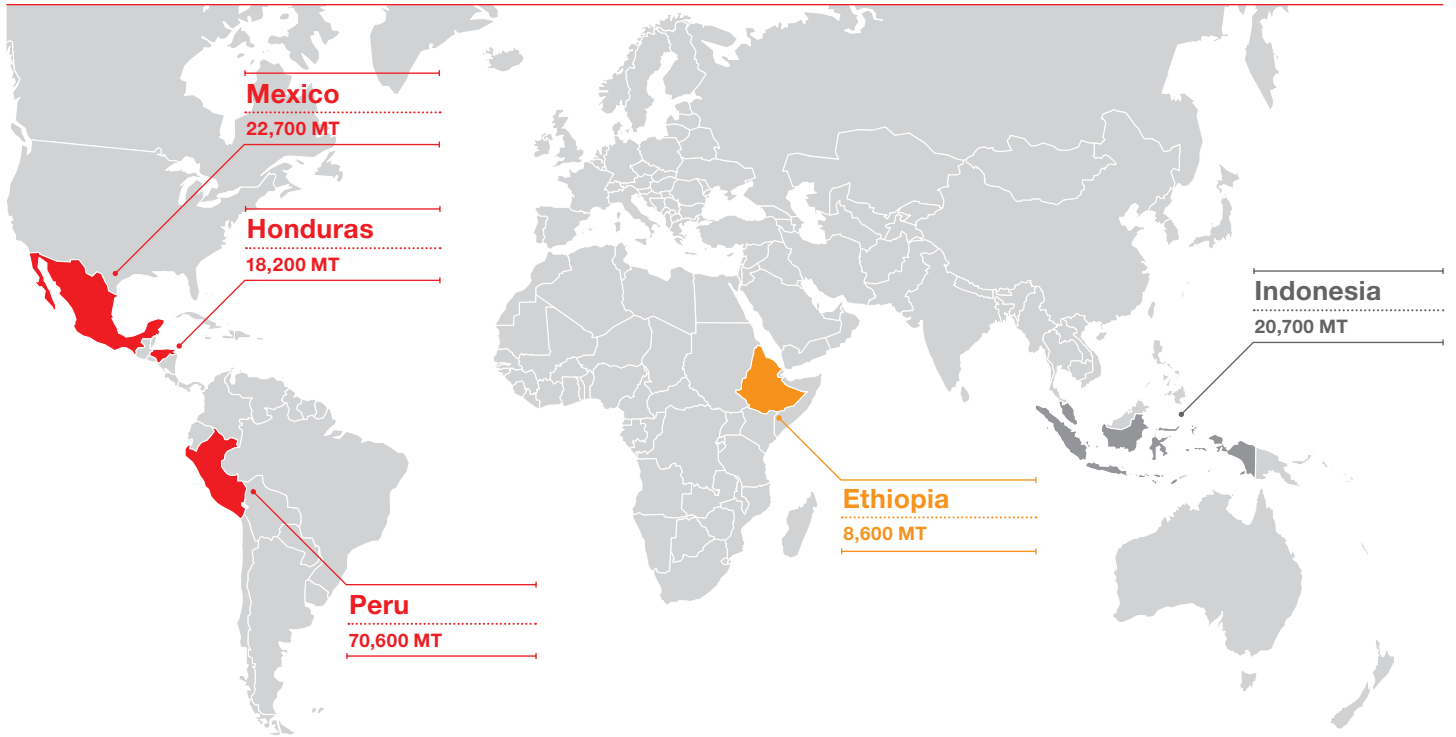 Mexico
22,700 MT
Honduras
18,200 MT
Indonesia
20,700 MT
Ethiopia
8,600 MT
Peru
70,600 MT